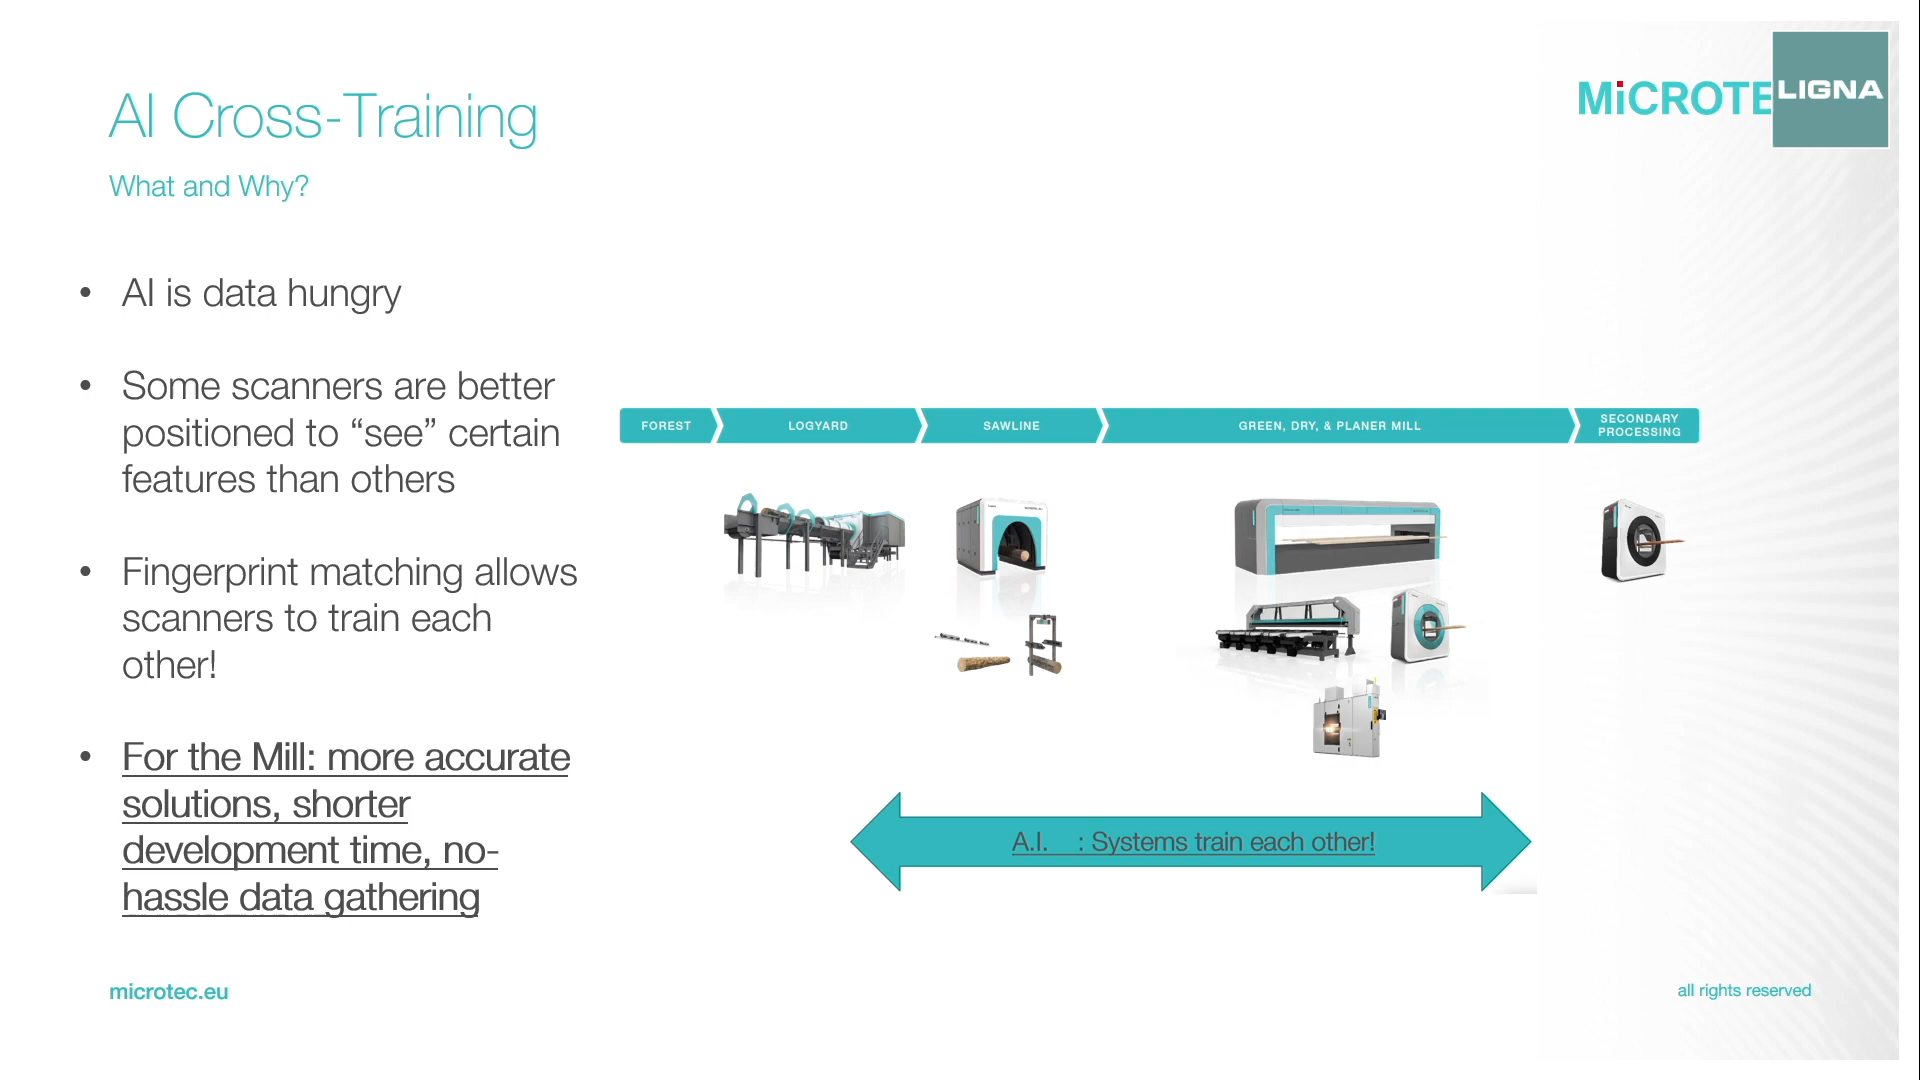 AI Cross-Training
What and Why?
MiCROTE
LIGNA
• AI is data hungry
• Some scanners are better
positioned to “see” certain
features than others
• Fingerprint matching allows
scanners to train each
other!
• For the Mill: more accurate
solutions, shorter
development time, no-
hassle data gathering
FOREST
LOGYARD
SAWLINE
GREEN, DRY, & PLANER MILL
SECONDARY
PROCESSING
A.I. : Systems train each other!
microtec.eu
all rights reserved